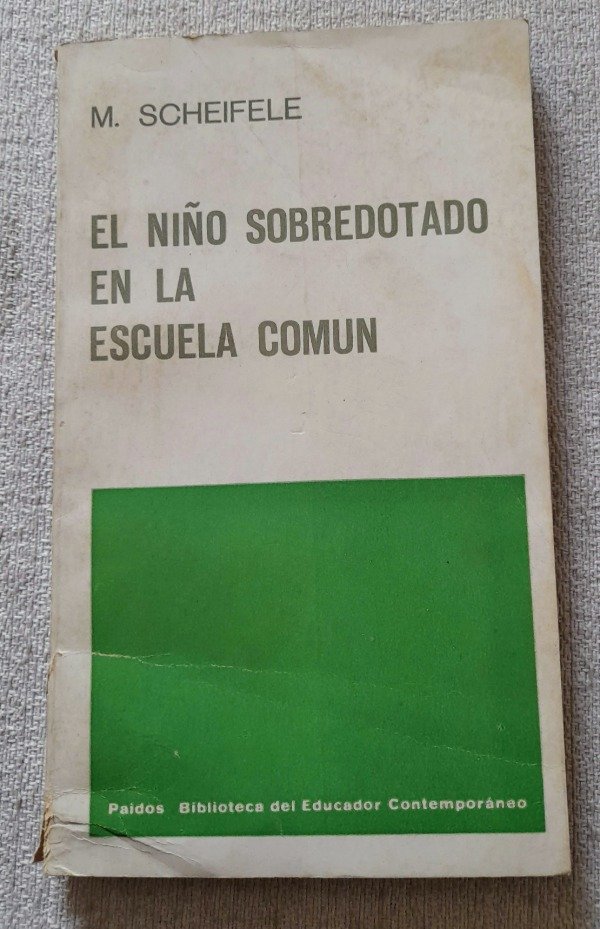 M. SCHEIFELE
EL NIÑO SOBREDOTADO
EN LA
ESCUELA COMUN
Paidos Biblioteca del Educador Contemporáneo